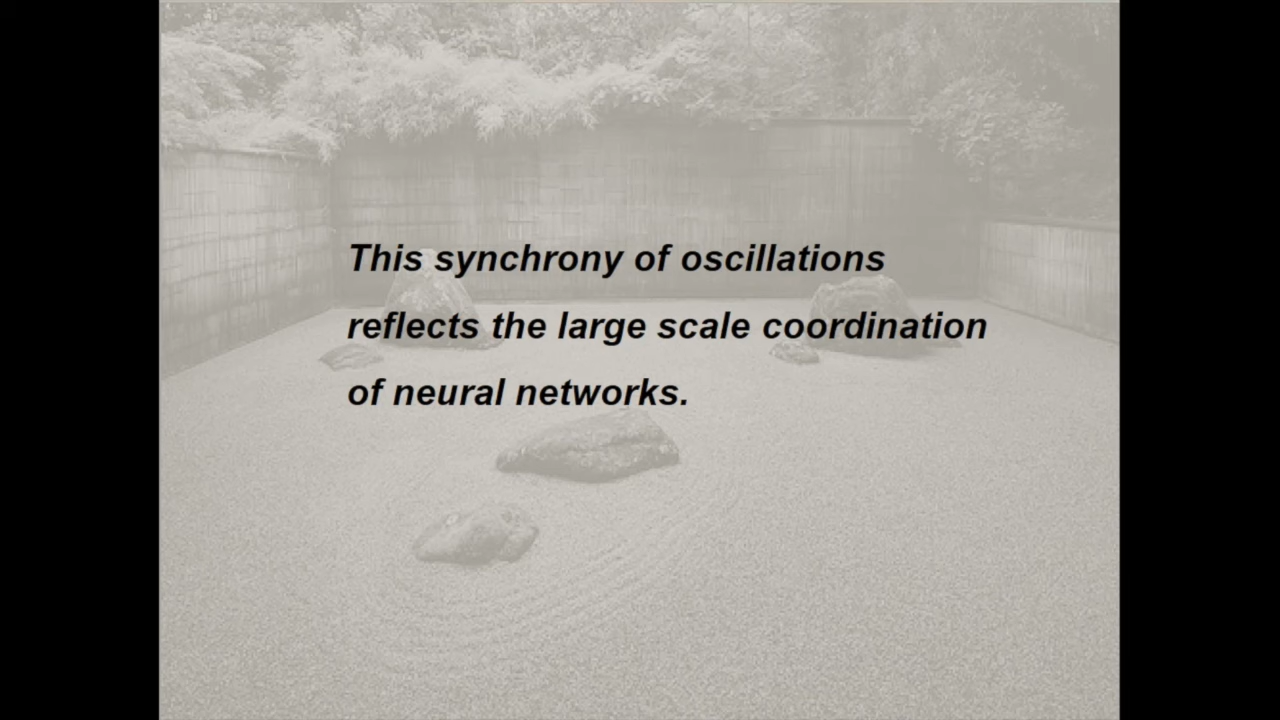 This synchrony of oscillations
reflects the large scale coordination
of neural networks.